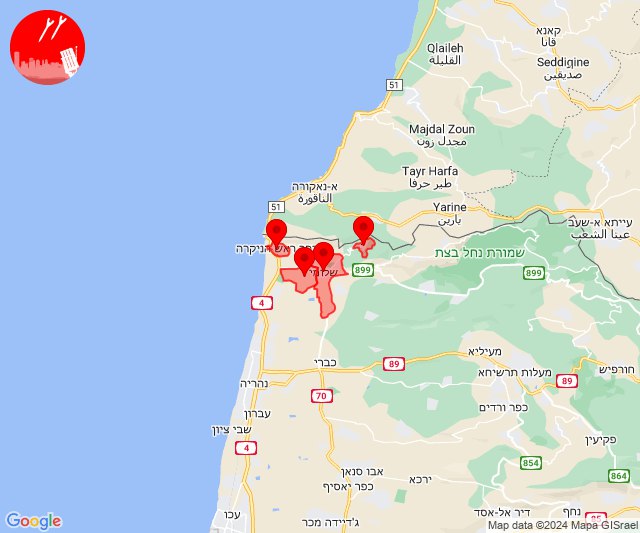 קאנא
قانا
Qlaileh
القليلة
Seddigine
صديقين
51
Majdal Zoun
مجدل زون
Tayr Harfa
طير حرفا
א-נאקורה
الناقورة
51
Yarine
يارين
עייתא א-שעב
عيتا الشعب
ראש הניקרה
שמורת נחל בצת
899
899
שלומי
4
כברי
89
מעיליא
מעלות תרשיחא
89
חורפיש
נהריה
70
כפר ורדים
עברון
שבי ציון
4
פקיעין
854
864
אבו סנאן
ירכא
כפר יאסיף
עכו
ג'דיידה מכר
דיר אל-אסד
נחף
85
Google
Map data ©2024 Mapa GISrael